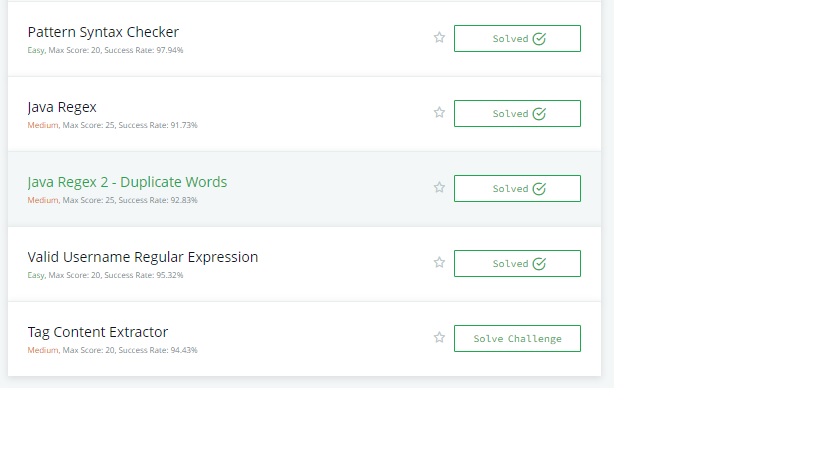 Pattern Syntax Checker
Easy, Max Score: 20, Success Rate: 97.94%
Solved
Java Regex
Medium, Max Score: 25, Success Rate: 91.73%
Solved
Java Regex 2 - Duplicate Words
Medium, Max Score: 25, Success Rate: 92.83%
Solved
Valid Username Regular Expression
Easy, Max Score: 20, Success Rate: 95.32%
Solved
Tag Content Extractor
Medium, Max Score: 20, Success Rate: 94.43%
Solve Challenge